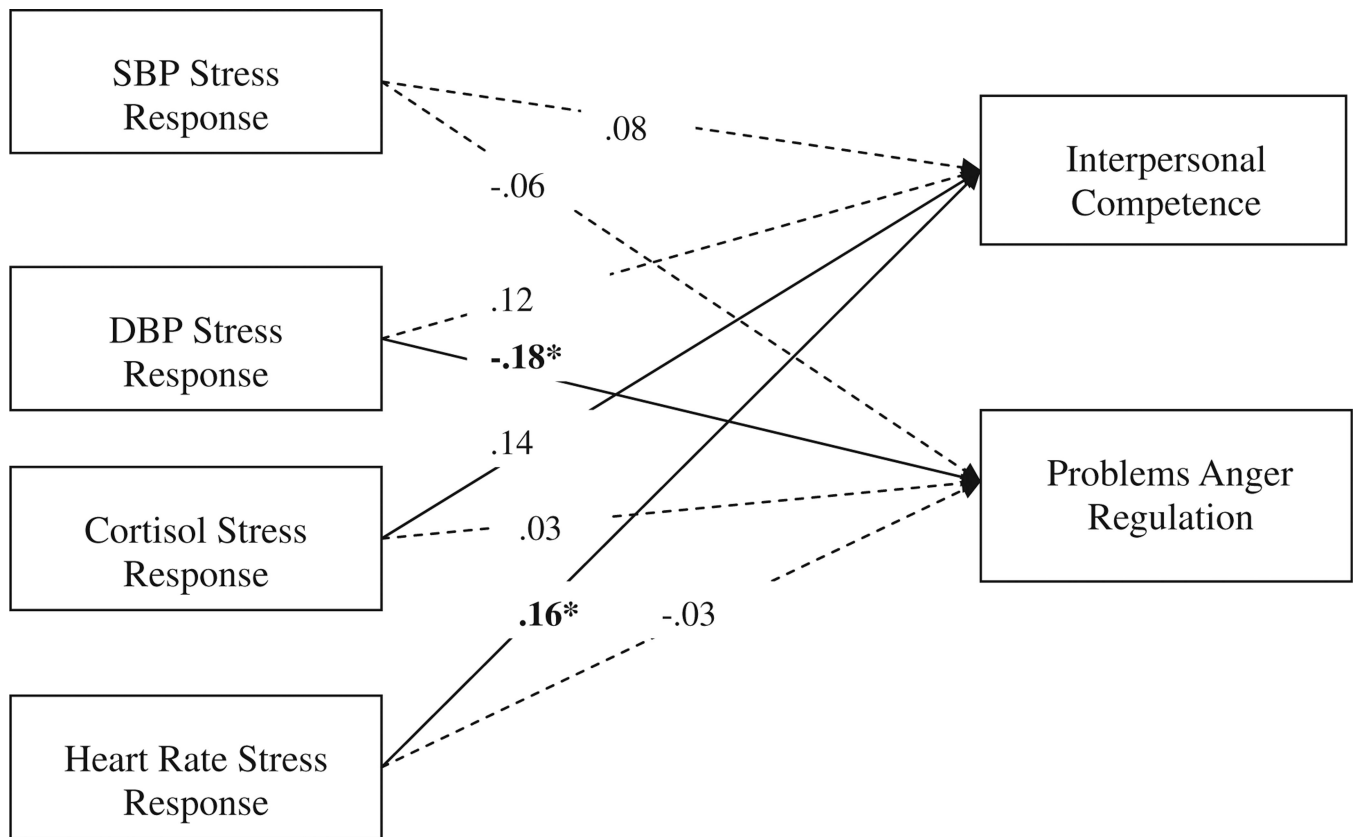 SBP Stress
Response
DBP Stress
Response
Cortisol Stress
Response
Heart Rate Stress
Response
.08
-.06
.12
-.18*
.14
.03
.16*
-.03
Interpersonal
Competence
Problems Anger
Regulation